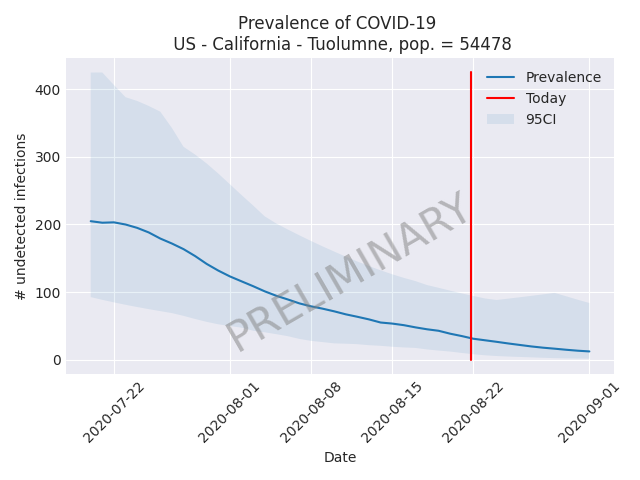 Prevalence of COVID-19
US - California - Tuolumne, pop. = 54478
# undetected infections
400
300
200
100
0
Prevalence
Today
95CI
PRELIMINARY
2020-07-22
2020-08-01
2020-08-08
2020-08-15
2020-08-22
2020-09-01
Date